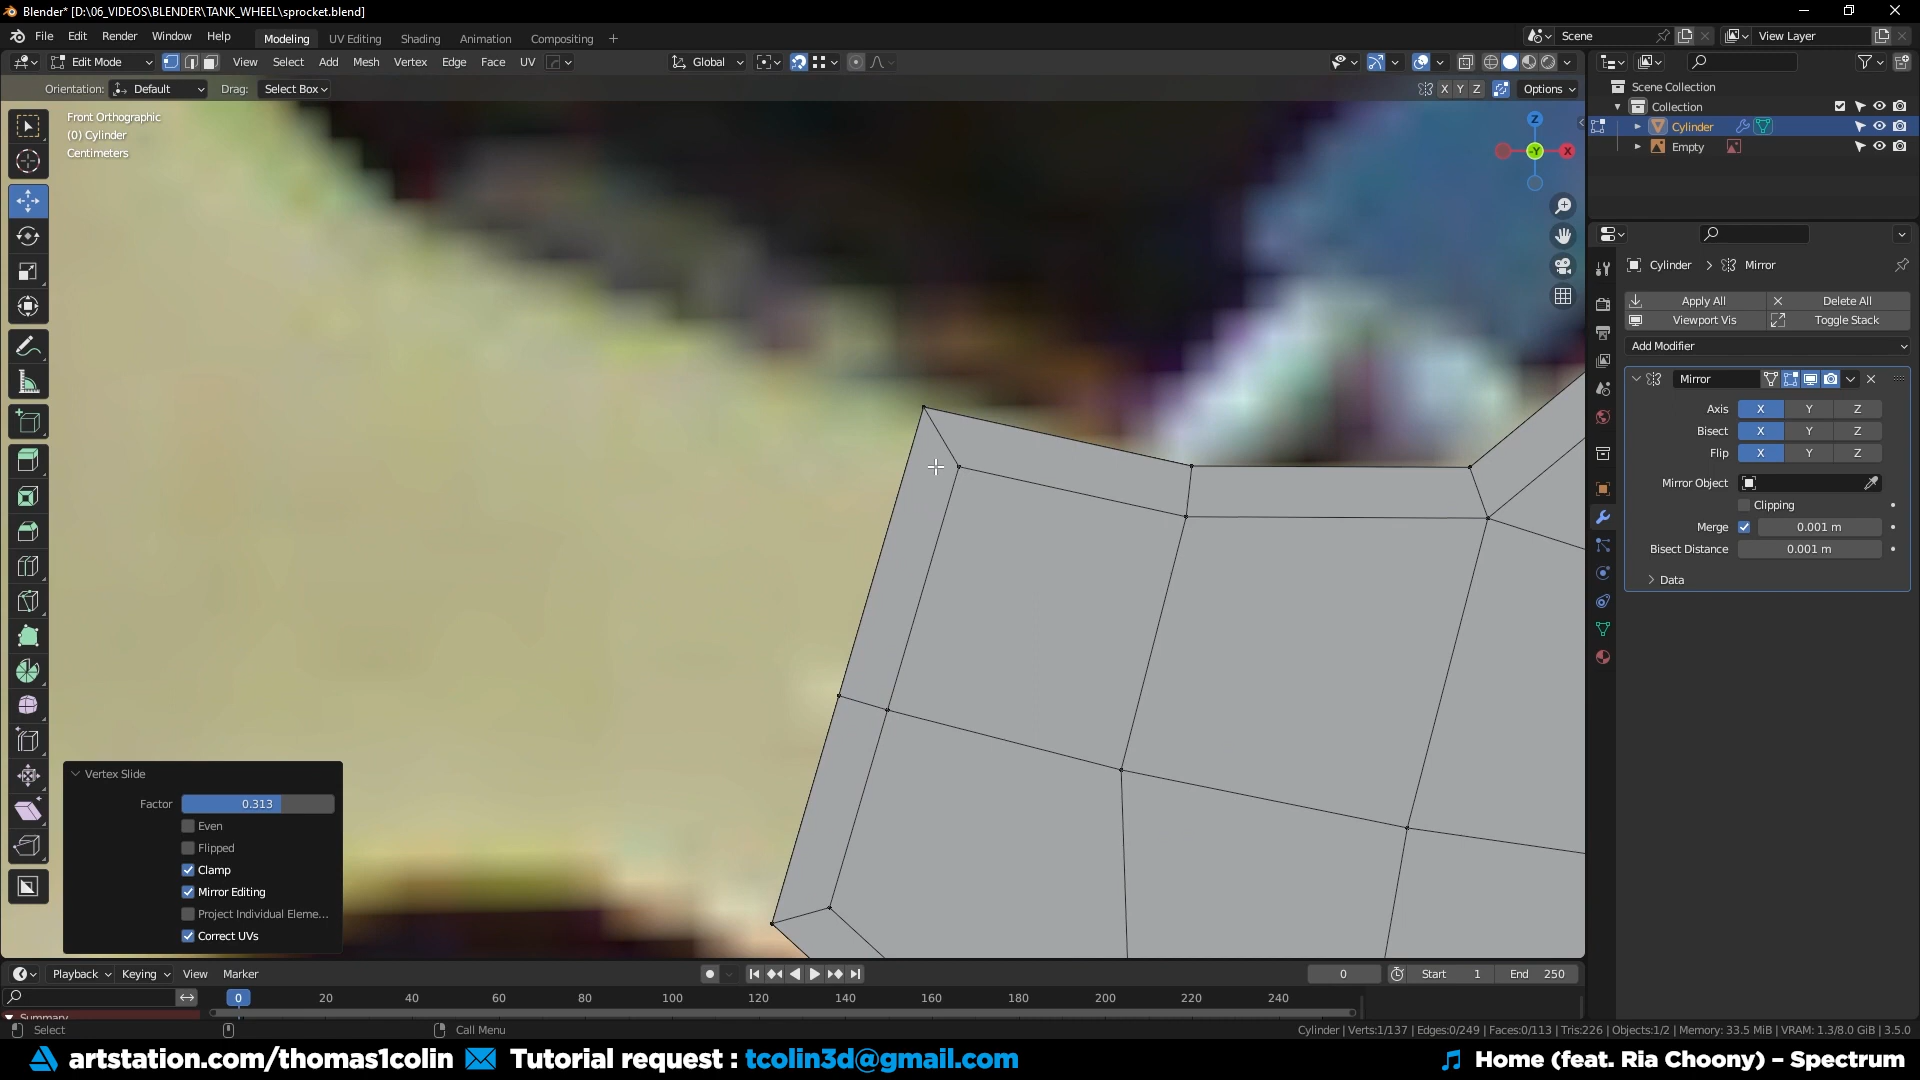 Blender* [D:\06_VIDEOS\BLENDER\TANK_WHEEL\sprocket.blend]
File Edit Render Window Help Modeling UV Editing Shading Animation Compositing + Scene View Layer
Edit Mode View Select Add Mesh Vertex Edge Face UV Global
Orientation: Default Drag: Select Box X Y Z Options
Front Orthographic
(0) Cylinder
Centimeters
Z
-Y
X
Scene Collection
Collection
Cylinder
Empty
Cylinder > Mirror
Apply All Delete All
Viewport Vis Toggle Stack
Add Modifier
Mirror
Axis X Y Z
Bisect X Y Z
Flip X Y Z
Mirror Object
Clipping
Merge 0.001 m
Bisect Distance 0.001 m
Data
Vertex Slide
Factor 0.313
Even
Flipped
Clamp
Mirror Editing
Project Individual Eleme...
Correct UVs
Playback Keying View Marker 0 Start 1 End 250
0 20 40 60 80 100 120 140 160 180 200 220 240
Summary
Select Call Menu Cylinder | Verts:1/137 | Edges:0/249 | Faces:0/113 | Tris:226 | Objects:1/2 | Memory: 33.5 MiB | VRAM: 1.3/8.0 GiB | 3.5.0
artstation.com/thomas1colin Tutorial request : tcolin3d@gmail.com Home (feat. Ria Choony) – Spectrum